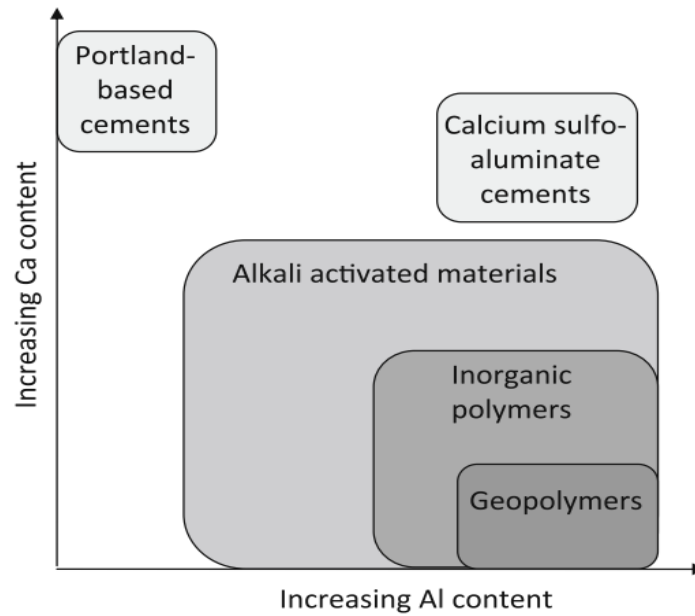 Portland-
based
cements
Calcium sulfo-
aluminate
cements
Increasing Ca content
Alkali activated materials
Inorganic
polymers
Geopolymers
Increasing Al content